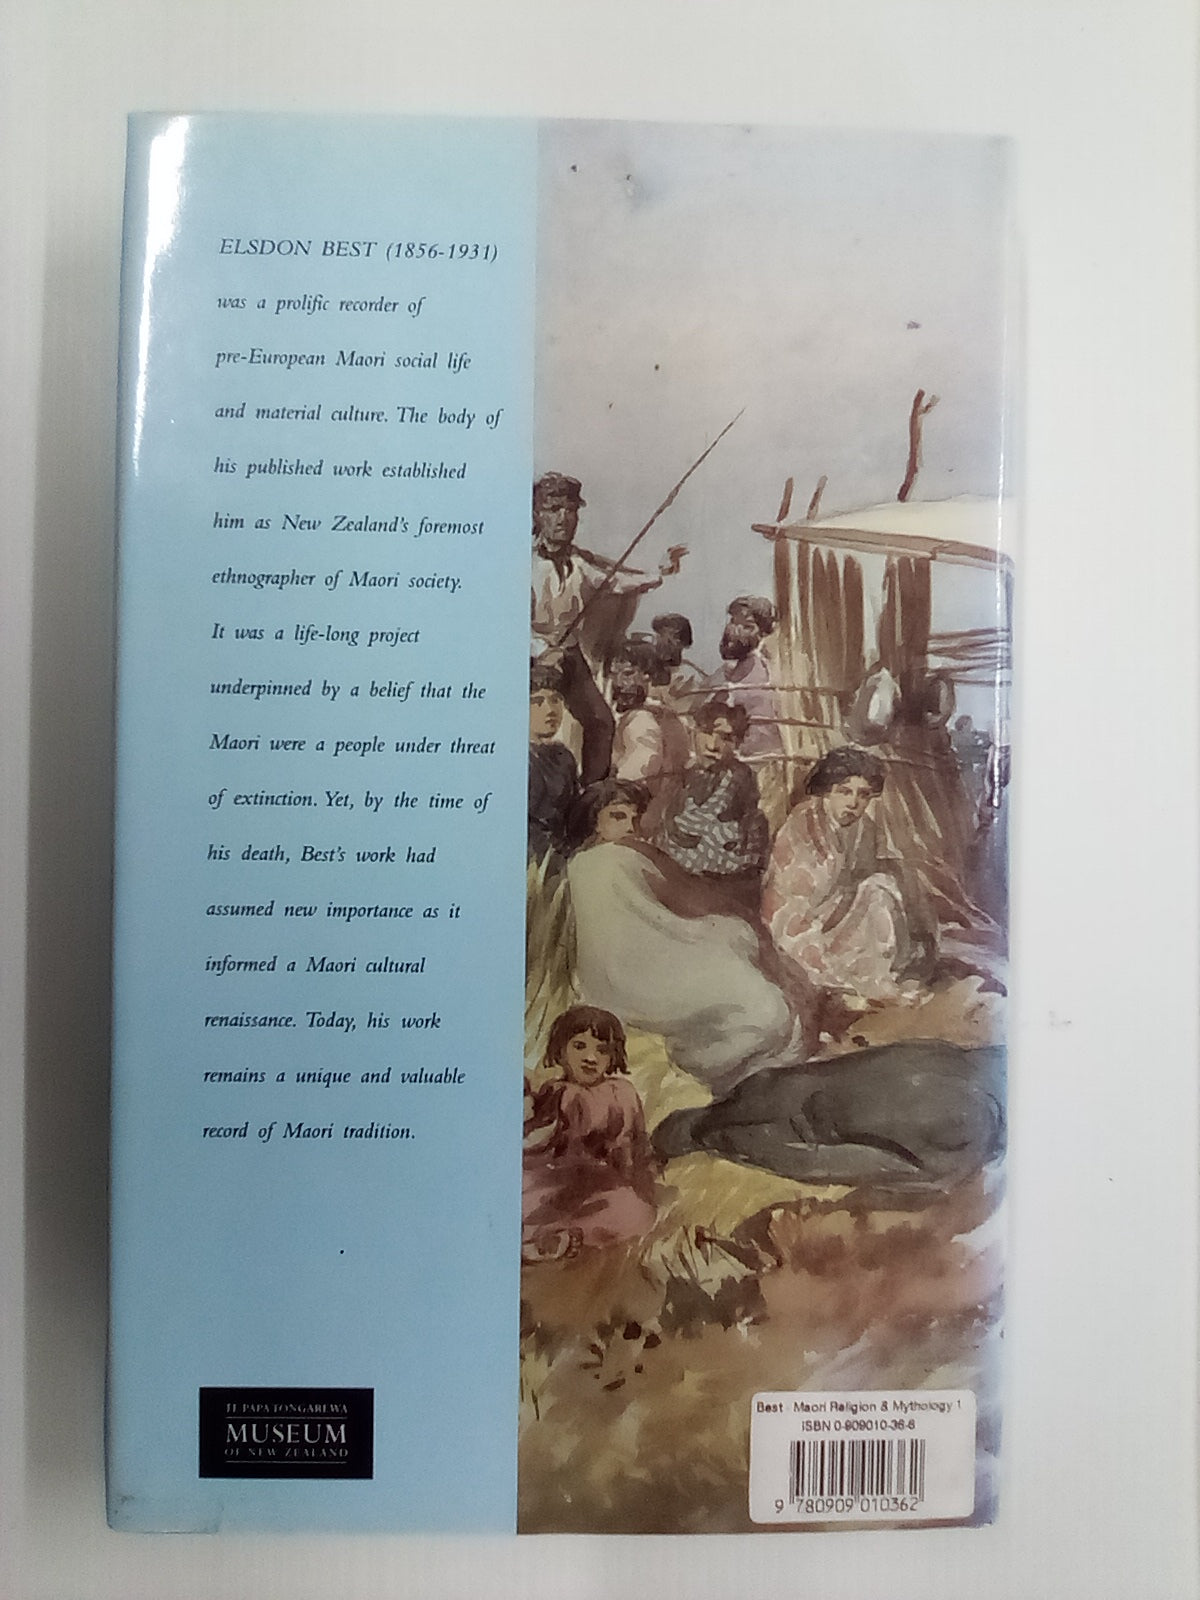 ELSDON BEST (1856-1931)
was a prolific recorder of
pre-European Maori social life
and material culture. The body of
his published work established
him as New Zealand's foremost
ethnographer of Maori society.
It was a life-long project
underpinned by a belief that the
Maori were a people under threat
of extinction. Yet, by the time of
his death, Best's work had
assumed new importance as it
informed a Maori cultural
renaissance. Today, his work
remains a unique and valuable
record of Maori tradition.
TE PAPA TONGAREWA
MUSEUM
OF NEW ZEALAND
Best - Maori Religion & Mythology 1
ISBN 0-909010-36-6
9 780909 010362